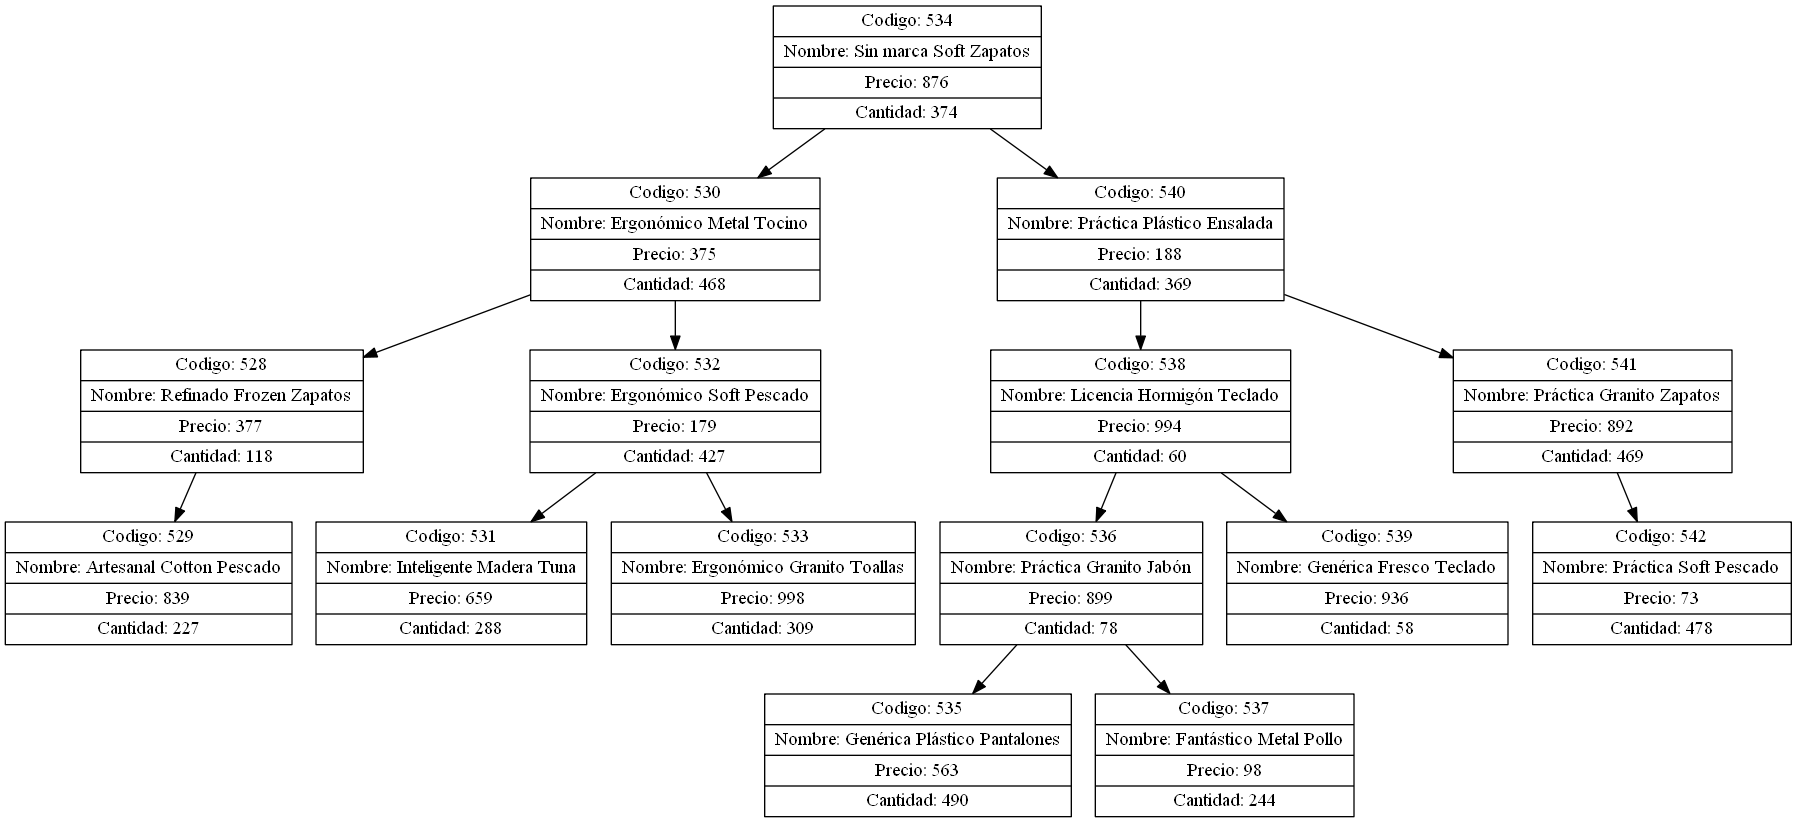 Codigo: 534
Nombre: Sin marca Soft Zapatos
Precio: 876
Cantidad: 374
Codigo: 530
Nombre: Ergonómico Metal Tocino
Precio: 375
Cantidad: 468
Codigo: 540
Nombre: Práctica Plástico Ensalada
Precio: 188
Cantidad: 369
Codigo: 528
Nombre: Refinado Frozen Zapatos
Precio: 377
Cantidad: 118
Codigo: 532
Nombre: Ergonómico Soft Pescado
Precio: 179
Cantidad: 427
Codigo: 538
Nombre: Licencia Hormigón Teclado
Precio: 994
Cantidad: 60
Codigo: 541
Nombre: Práctica Granito Zapatos
Precio: 892
Cantidad: 469
Codigo: 529
Nombre: Artesanal Cotton Pescado
Precio: 839
Cantidad: 227
Codigo: 531
Nombre: Inteligente Madera Tuna
Precio: 659
Cantidad: 288
Codigo: 533
Nombre: Ergonómico Granito Toallas
Precio: 998
Cantidad: 309
Codigo: 536
Nombre: Práctica Granito Jabón
Precio: 899
Cantidad: 78
Codigo: 539
Nombre: Genérica Fresco Teclado
Precio: 936
Cantidad: 58
Codigo: 542
Nombre: Práctica Soft Pescado
Precio: 73
Cantidad: 478
Codigo: 535
Nombre: Genérica Plástico Pantalones
Precio: 563
Cantidad: 490
Codigo: 537
Nombre: Fantástico Metal Pollo
Precio: 98
Cantidad: 244